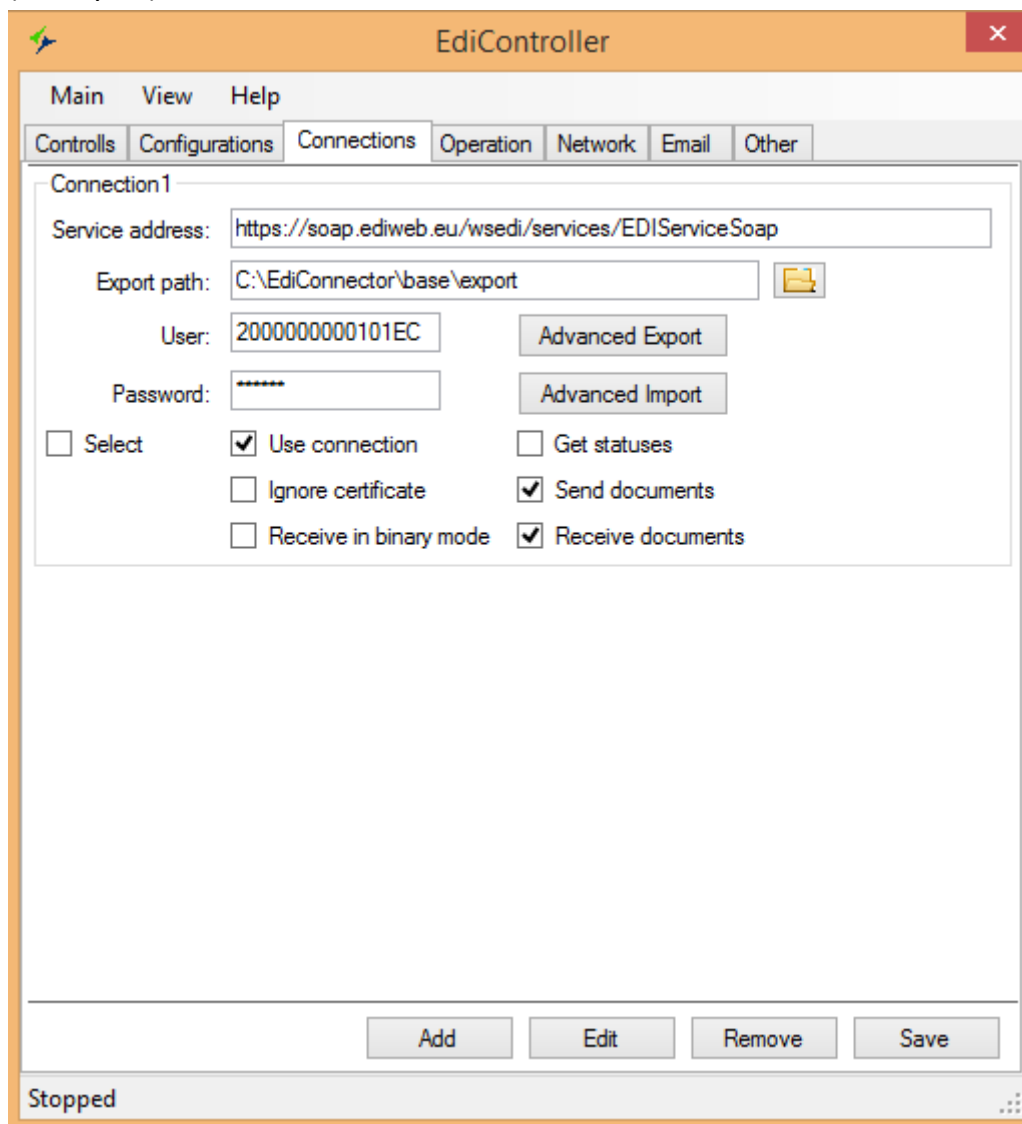 EdiController
Main View Help
Controlls Configurations Connections Operation Network Email Other
Connection1
Service address: https://soap.ediweb.eu/wsedi/services/EDIServiceSoap
Export path: C:\EdiConnector\base\export
User: 2000000000101EC Advanced Export
Password: ****** Advanced Import
Select Use connection Get statuses
Ignore certificate Send documents
Receive in binary mode Receive documents
Add Edit Remove Save
Stopped